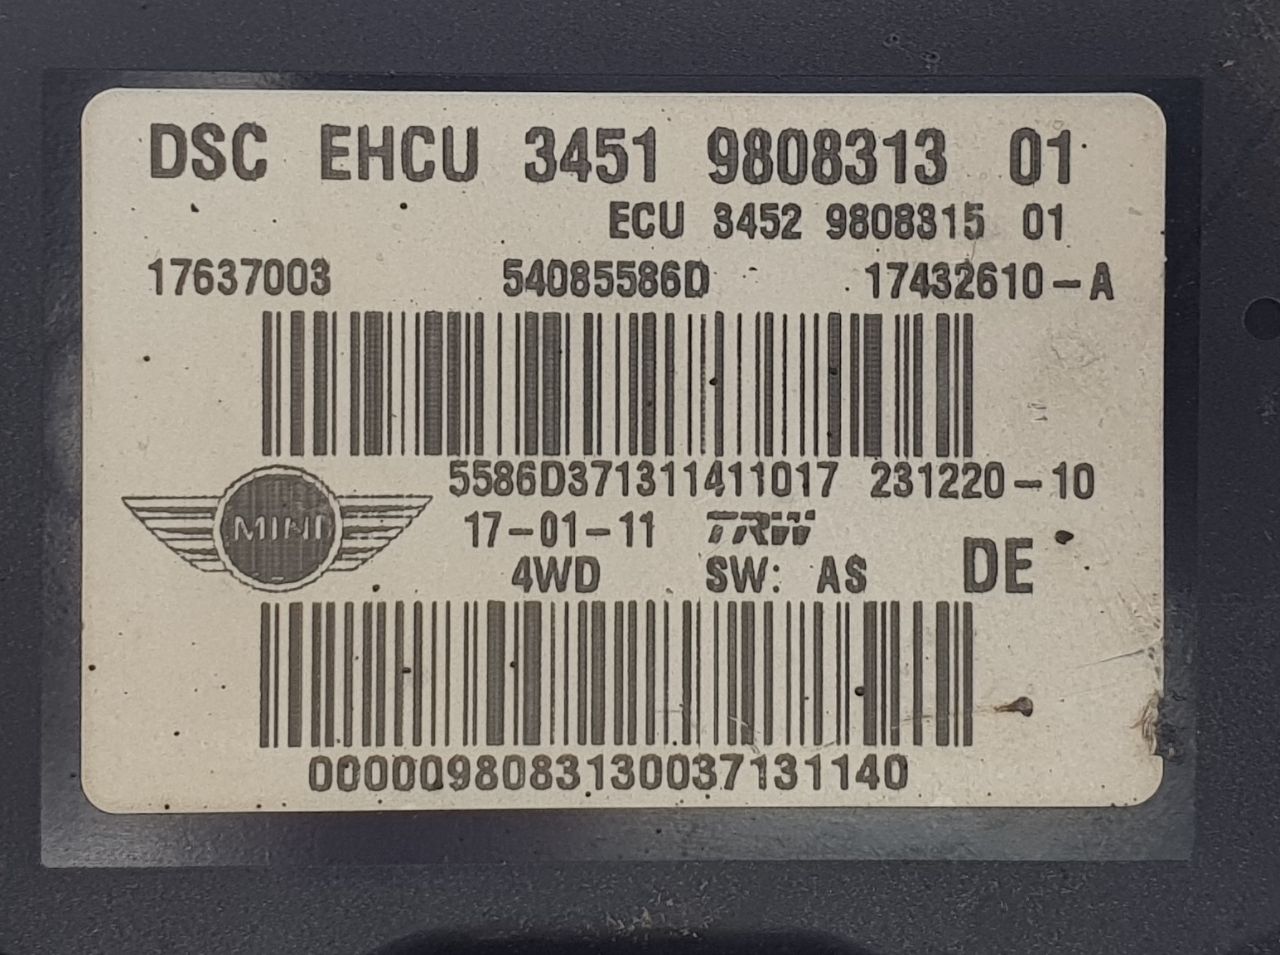 DSC EHCU 3451 9808313 01
ECU 3452 9808315 01
17637003 54085586D 17432610-A
5586D371311411017 231220-10
MINI 17-01-11 TRW
4WD SW: AS DE
0000098083130037131140